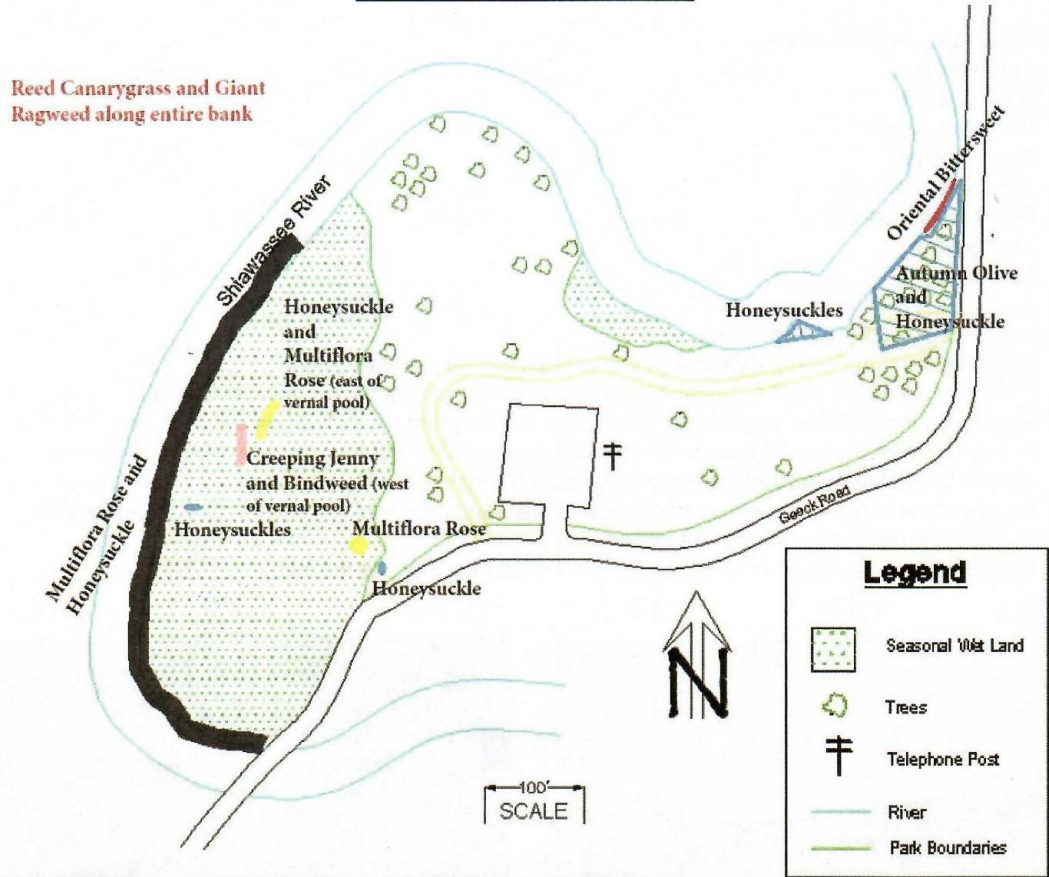 Reed Canarygrass and Giant
Ragweed along entire bank
Shiawassee River
Oriental Bittersweet
Honeysuckle
and
Multiflora
Rose (east of
vernal pool)
Honeysuckles
Autumn Olive
and
Honeysuckle
Creeping Jenny
and Bindweed (west
of vernal pool)
Multiflora Rose and
Honeysuckle
Honeysuckles
Multiflora Rose
Honeysuckle
Geeck Road
N
100'
SCALE
Legend
Seasonal Wet Land
Trees
Telephone Post
River
Park Boundaries